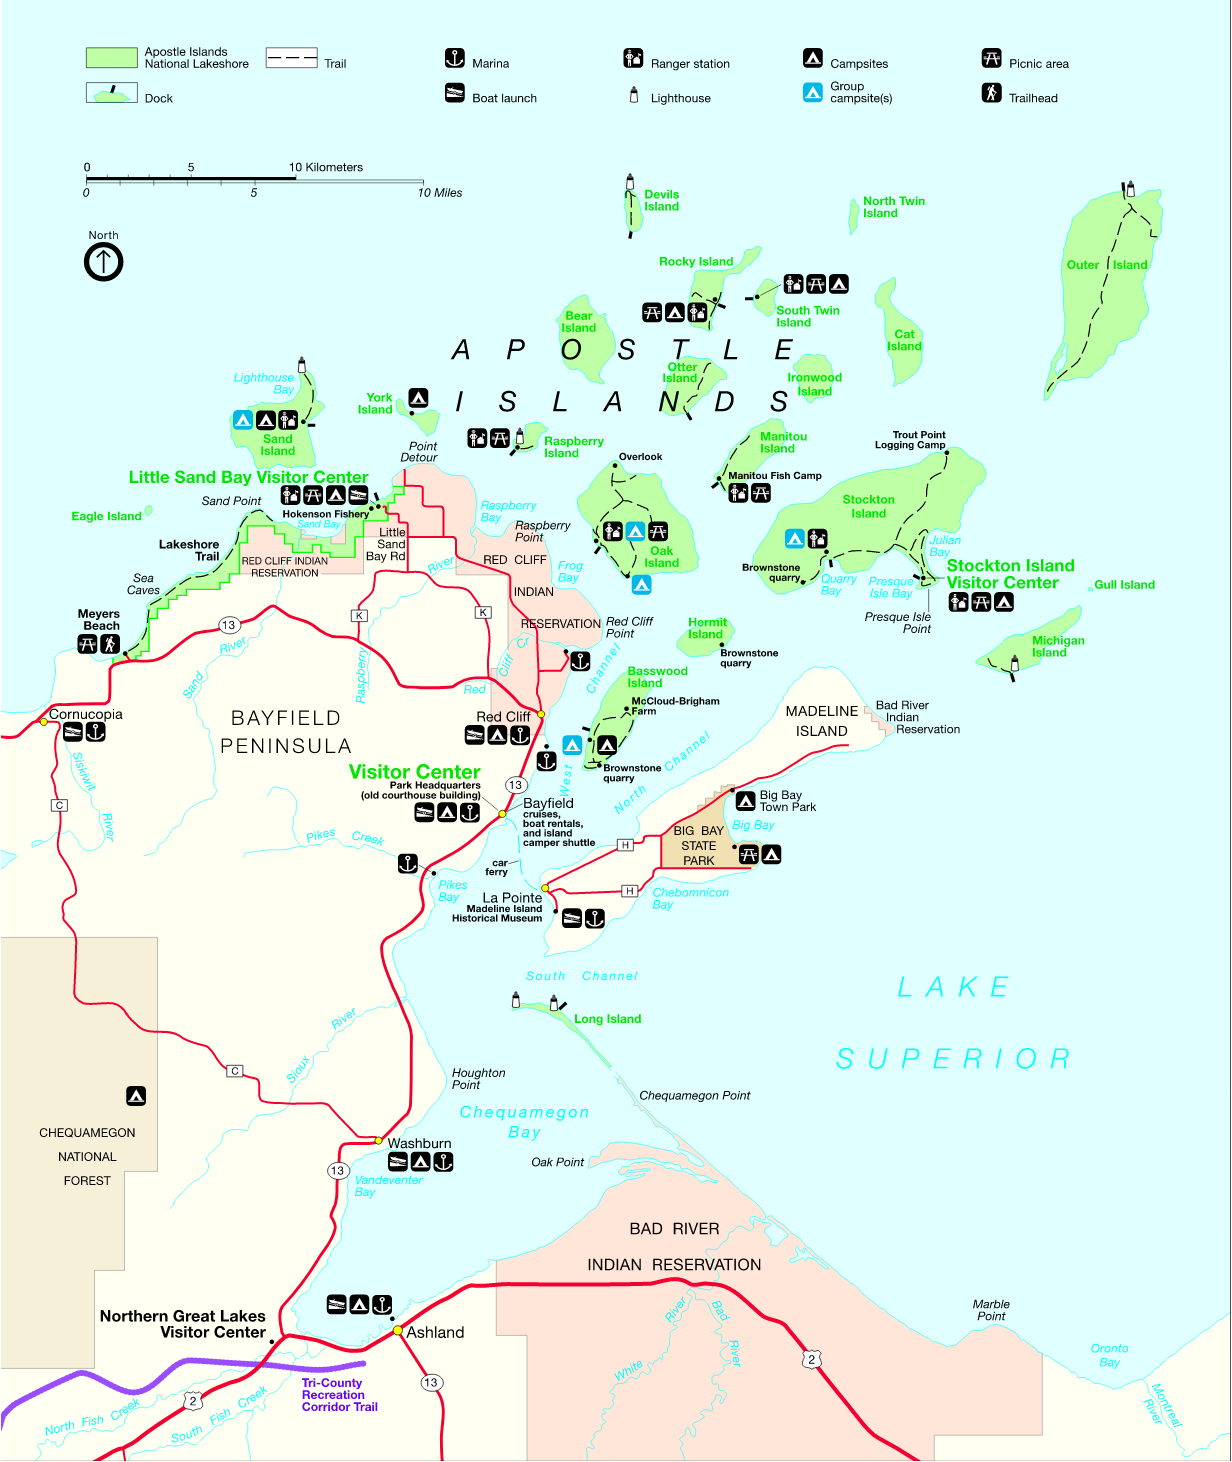 Apostle Islands
National Lakeshore
Trail
Marina
Ranger station
Campsites
Picnic area
Dock
Boat launch
Lighthouse
Group
campsite(s)
Trailhead
0 5 10 Kilometers
0 5 10 Miles
North
Devils
Island
North Twin
Island
Rocky Island
Outer Island
South Twin
Island
Bear
Island
Cat
Island
APOSTLE
ISLANDS
Otter
Island
Ironwood
Island
Lighthouse
Bay
York
Island
Sand
Island
Raspberry
Island
Manitou
Island
Trout Point
Logging Camp
Point
Detour
Overlook
Manitou Fish Camp
Little Sand Bay Visitor Center
Stockton
Island
Sand Point
Eagle Island
Hokenson Fishery
Sand Bay
Raspberry
Bay
Raspberry
Point
Lakeshore
Trail
Little
Sand
Bay Rd
Oak
Island
Julian
Bay
RED CLIFF INDIAN
RESERVATION
River
RED CLIFF
INDIAN
RESERVATION
Frog
Bay
Brownstone
quarry
Quarry
Bay
Presque
Isle Bay
Stockton Island
Visitor Center
Sea
Caves
Gull Island
Presque Isle
Point
Meyers
Beach
13
K
K
Red Cliff
Point
Hermit
Island
Brownstone
quarry
Michigan
Island
Sand
River
Raspberry
Red
Cliff
Cr
Channel
West
Basswood
Island
McCloud-Brigham
Farm
Cornucopia
BAYFIELD
PENINSULA
Red Cliff
MADELINE
ISLAND
Bad River
Indian
Reservation
Brownstone
quarry
North Channel
Siskiwit
River
Visitor Center
Park Headquarters
(old courthouse building)
13
C
Bayfield
cruises,
boat rentals,
and island
camper shuttle
Big Bay
Town Park
Big Bay
BIG BAY
STATE
PARK
Pikes Creek
H
car
ferry
Pikes
Bay
La Pointe
Madeline Island
Historical Museum
H
Chebomnicon
Bay
South Channel
LAKE
SUPERIOR
Long Island
Sioux
River
C
Houghton
Point
Chequamegon Point
Chequamegon
Bay
CHEQUAMEGON
NATIONAL
FOREST
Washburn
13
Vandeventer
Bay
Oak Point
BAD RIVER
INDIAN RESERVATION
Northern Great Lakes
Visitor Center
Ashland
White
River
Bad
River
Marble
Point
Oronto
Bay
2
Montreal
River
Tri-County
Recreation
Corridor Trail
13
2
North Fish Creek
South Fish Creek